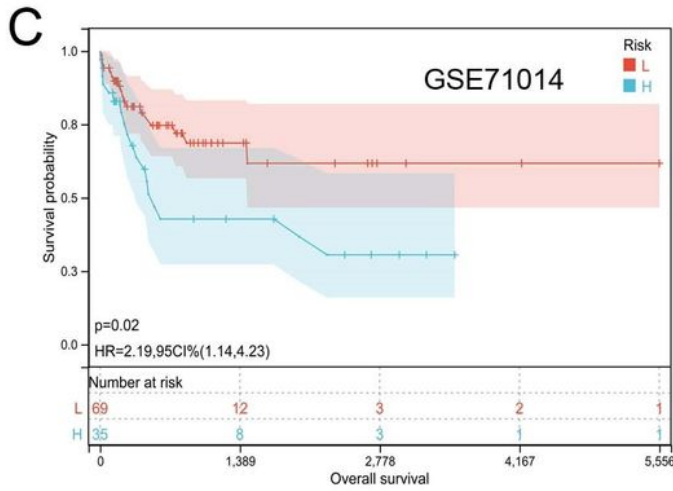 C
Risk
L
H
GSE71014
Survival probability
1.0
0.8
0.5
0.3
0.0
p=0.02
HR=2.19,95CI%(1.14,4.23)
Number at risk
L 69 12 3 2 1
H 35 8 3 1 1
0 1,389 2,778 4,167 5,556
Overall survival